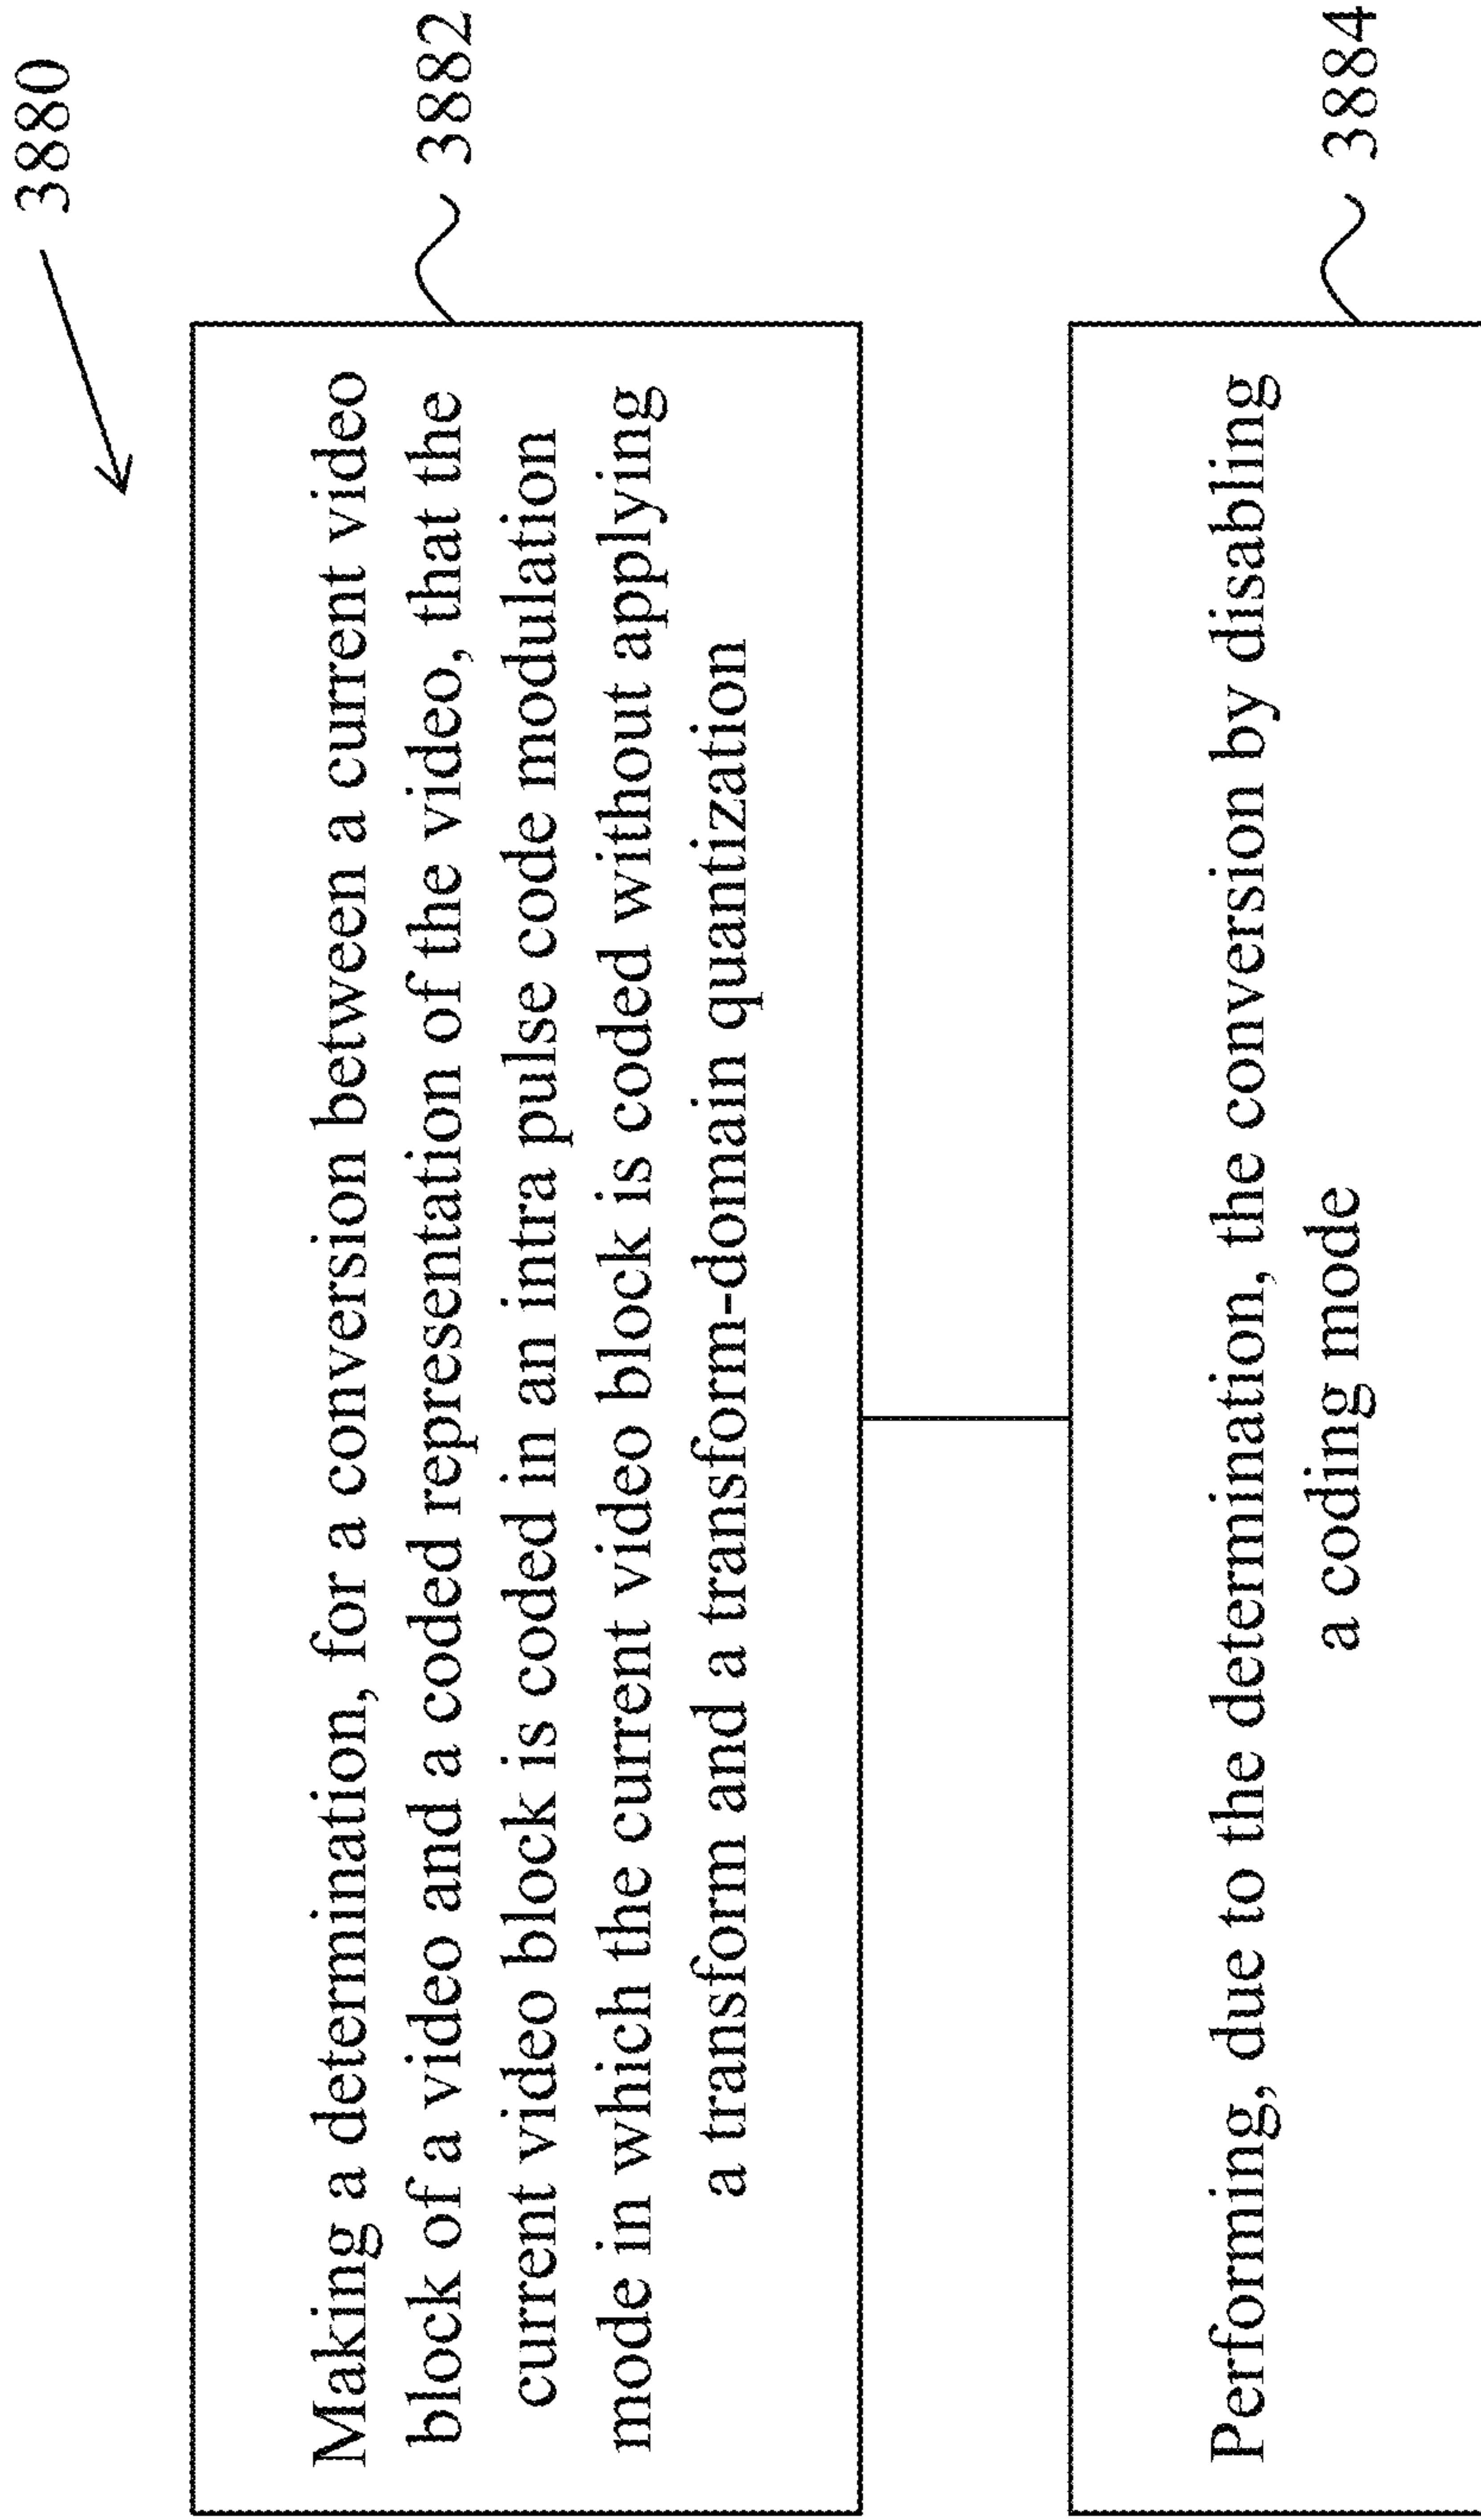 3880
Making a determination, for a conversion between a current video
block of a video and a coded representation of the video, that the
current video block is coded in an intra pulse code modulation
mode in which the current video block is coded without applying
a transform and a transform-domain quantization
3882
Performing, due to the determination, the conversion by disabling
a coding mode
3884